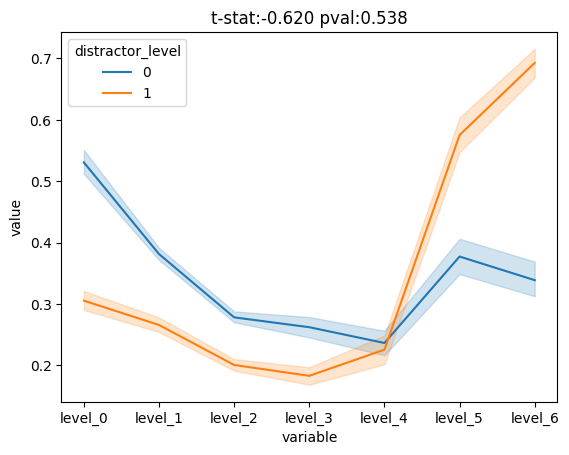 t-stat:-0.620 pval:0.538
distractor_level
0
1
0.7
0.6
0.5
0.4
0.3
0.2
value
level_0 level_1 level_2 level_3 level_4 level_5 level_6
variable